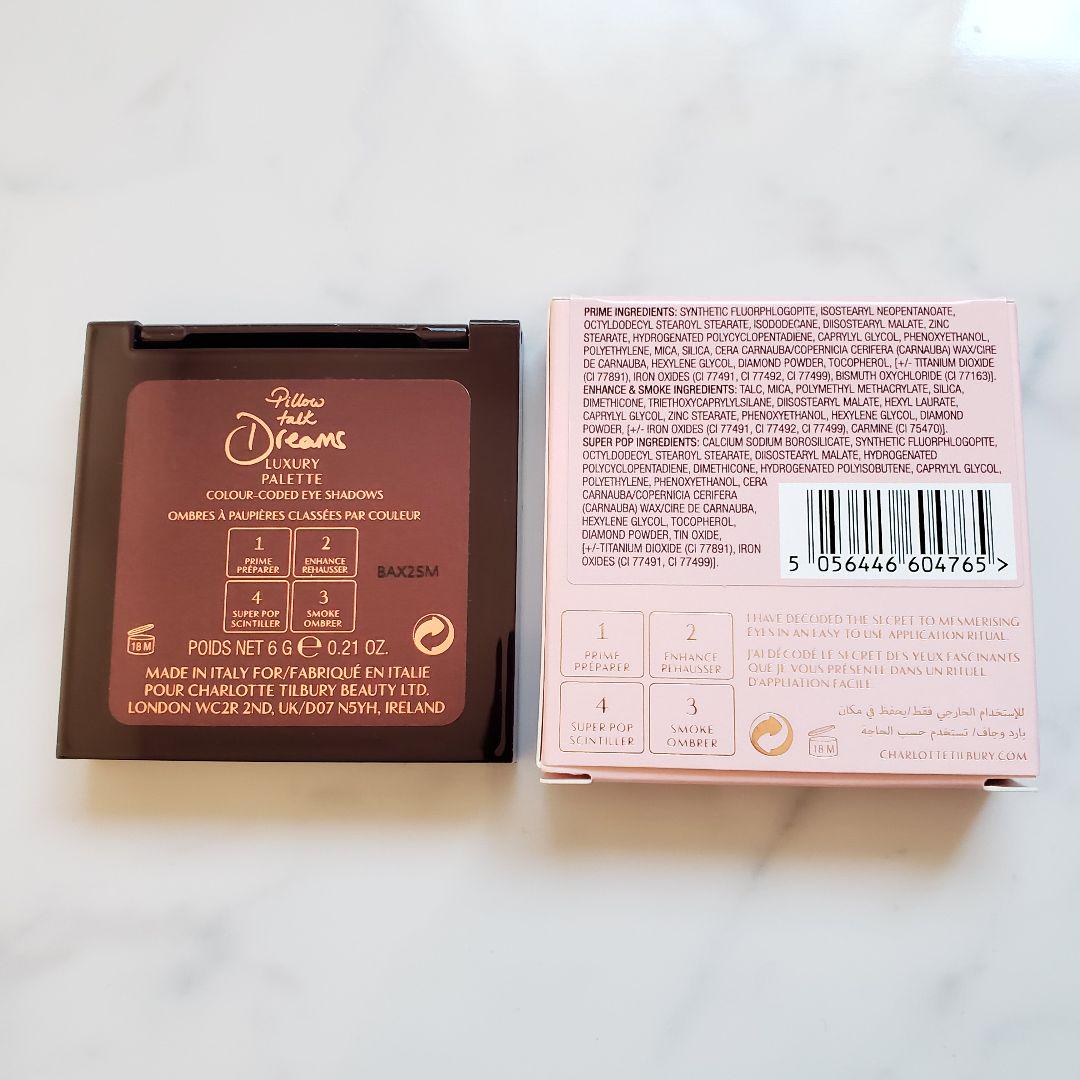 Pillow
talk
Dreams
LUXURY
PALETTE
COLOUR-CODED EYE SHADOWS
OMBRES À PAUPIÈRES CLASSÉES PAR COULEUR
1
PRIME
PRÉPARER
2
ENHANCE
REHAUSSER
4
SUPER POP
SCINTILLER
3
SMOKE
OMBRER
BAX25M
18 M
POIDS NET 6 G ℮ 0.21 OZ.
MADE IN ITALY FOR/FABRIQUÉ EN ITALIE
POUR CHARLOTTE TILBURY BEAUTY LTD.
LONDON WC2R 2ND, UK/D07 N5YH, IRELAND
PRIME INGREDIENTS: SYNTHETIC FLUORPHLOGOPITE, ISOSTEARYL NEOPENTANOATE,
OCTYLDODECYL STEAROYL STEARATE, ISODODECANE, DIISOSTEARYL MALATE, ZINC
STEARATE, HYDROGENATED POLYCYCLOPENTADIENE, CAPRYLYL GLYCOL, PHENOXYETHANOL,
POLYETHYLENE, MICA, SILICA, CERA CARNAUBA/COPERNICIA CERIFERA (CARNAUBA) WAX/CIRE
DE CARNAUBA, HEXYLENE GLYCOL, DIAMOND POWDER, TOCOPHEROL, [+/- TITANIUM DIOXIDE
(CI 77891), IRON OXIDES (CI 77491, CI 77492, CI 77499), BISMUTH OXYCHLORIDE (CI 77163)].
ENHANCE & SMOKE INGREDIENTS: TALC, MICA, POLYMETHYL METHACRYLATE, SILICA,
DIMETHICONE, TRIETHOXYCAPRYLYLSILANE, DIISOSTEARYL MALATE, HEXYL LAURATE,
CAPRYLYL GLYCOL, ZINC STEARATE, PHENOXYETHANOL, HEXYLENE GLYCOL, DIAMOND
POWDER, [+/- IRON OXIDES (CI 77491, CI 77492, CI 77499), CARMINE (CI 75470)].
SUPER POP INGREDIENTS: CALCIUM SODIUM BOROSILICATE, SYNTHETIC FLUORPHLOGOPITE,
OCTYLDODECYL STEAROYL STEARATE, DIISOSTEARYL MALATE, HYDROGENATED
POLYCYCLOPENTADIENE, DIMETHICONE, HYDROGENATED POLYISOBUTENE, CAPRYLYL GLYCOL,
POLYETHYLENE, PHENOXYETHANOL, CERA
CARNAUBA/COPERNICIA CERIFERA
(CARNAUBA) WAX/CIRE DE CARNAUBA,
HEXYLENE GLYCOL, TOCOPHEROL,
DIAMOND POWDER, TIN OXIDE,
[+/-TITANIUM DIOXIDE (CI 77891), IRON
OXIDES (CI 77491, CI 77499)].
5 056446 604765 >
1
PRIME
PRÉPARER
2
ENHANCE
REHAUSSER
4
SUPER POP
SCINTILLER
3
SMOKE
OMBRER
I HAVE DECODED THE SECRET TO MESMERISING
EYES IN AN EASY TO USE APPLICATION RITUAL.
J'AI DÉCODÉ LE SECRET DES YEUX FASCINANTS
QUE JE VOUS PRÉSENTE DANS UN RITUEL
D'APPLIATION FACILE.
للإستخدام الخارجي فقط/يحفظ في مكان
بارد وجاف/ تستخدم حسب الحاجة
18 M
CHARLOTTETILBURY.COM